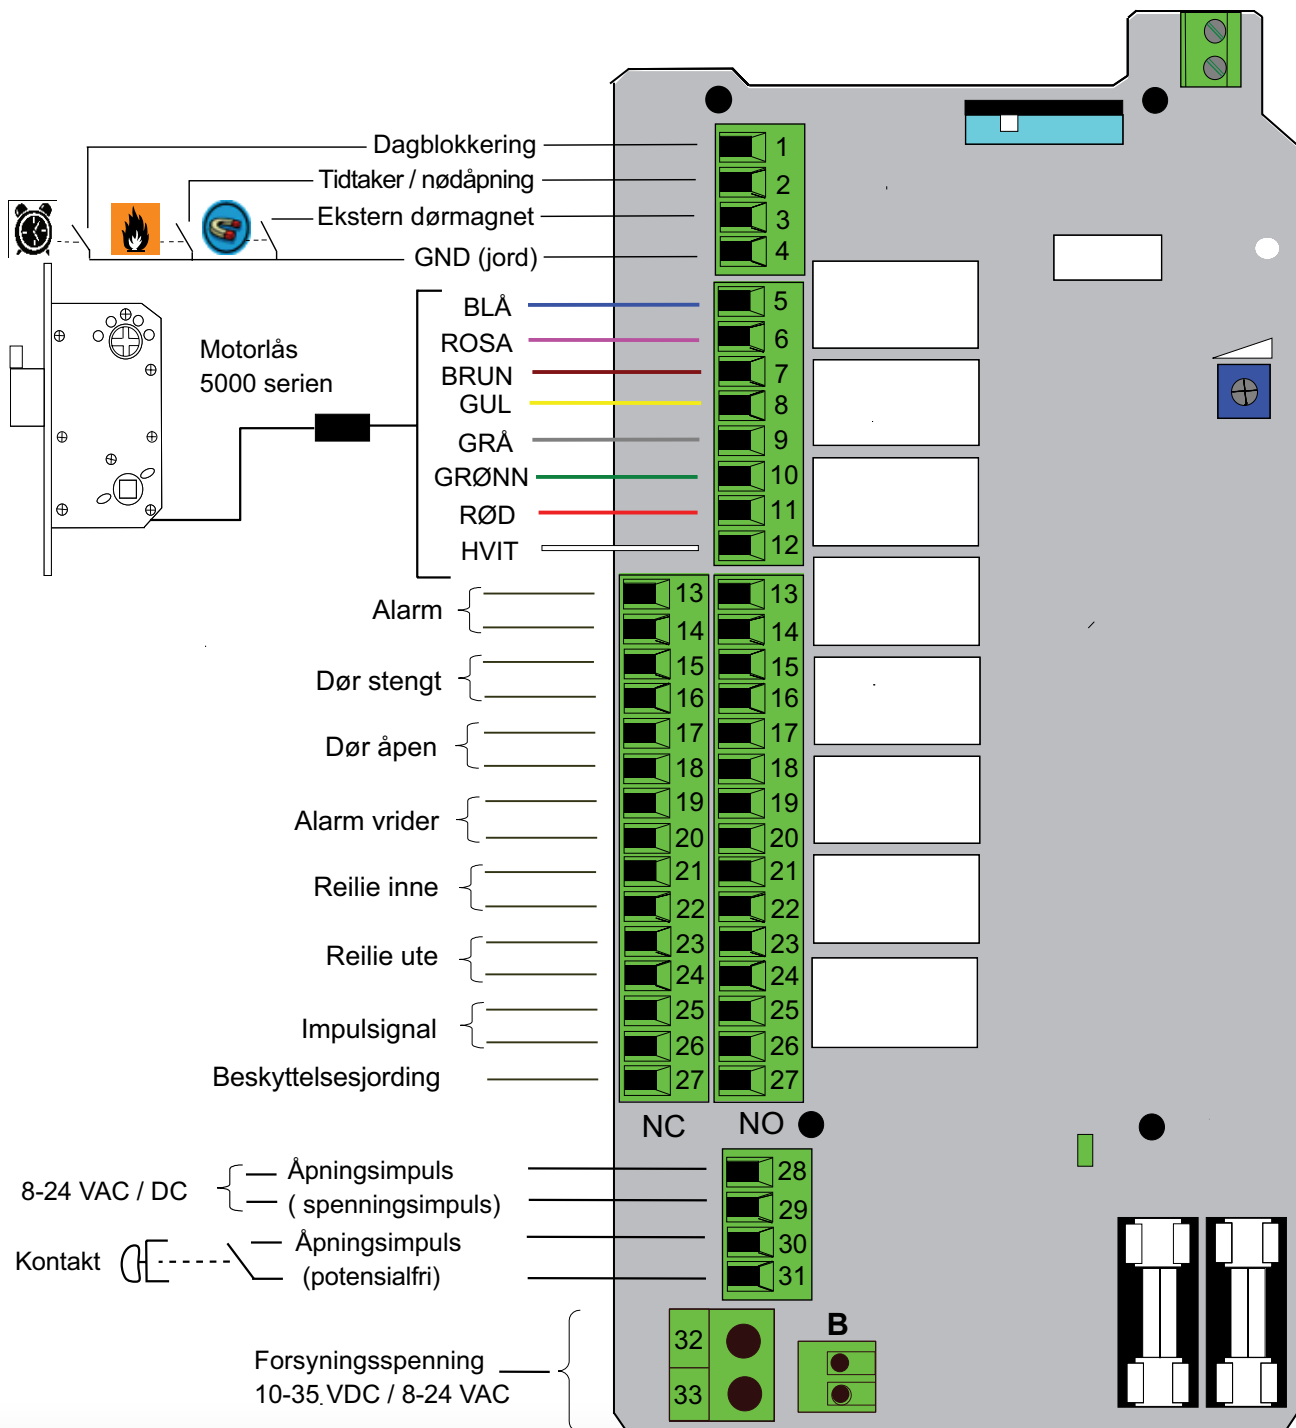 Dagblokkering 1
Tidtaker / nødåpning 2
Ekstern dørmagnet 3
GND (jord) 4
BLÅ 5
ROSA 6
Motorlås
5000 serien
BRUN 7
GUL 8
GRÅ 9
GRØNN 10
RØD 11
HVIT 12
Alarm
13 13
14 14
Dør stengt
15 15
16 16
Dør åpen
17 17
18 18
Alarm vrider
19 19
20 20
Reilie inne
21 21
22 22
Reilie ute
23 23
24 24
Impulsignal
25 25
26 26
Beskyttelsesjording 27 27
NC NO
8-24 VAC / DC
Åpningsimpuls 28
( spenningsimpuls) 29
Kontakt
Åpningsimpuls 30
(potensialfri) 31
B
32
33
Forsyningsspenning
10-35 VDC / 8-24 VAC